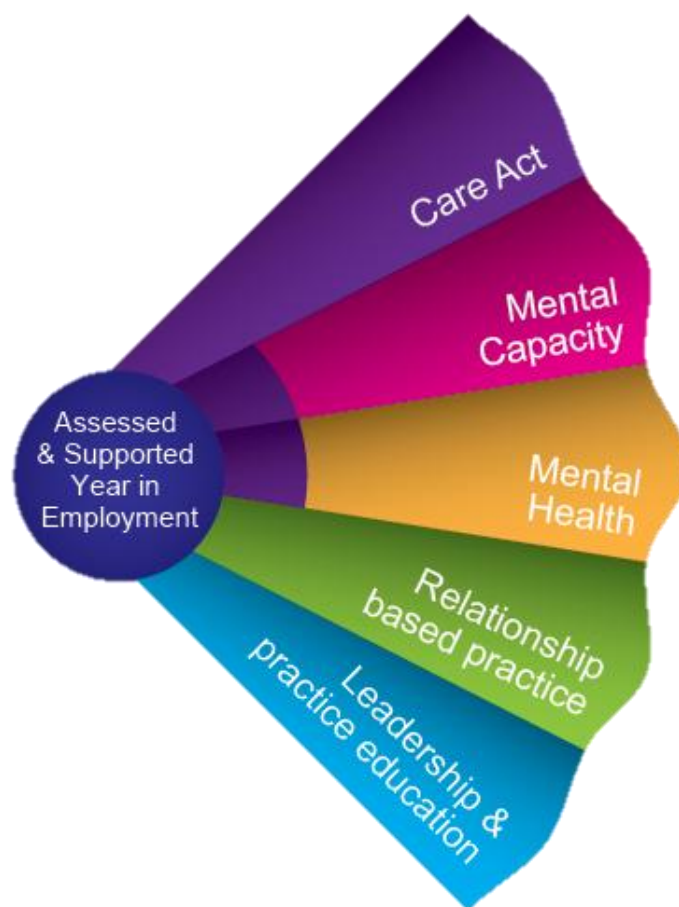 Care Act
Mental
Capacity
Assessed
& Supported
Year in
Employment
Mental
Health
Relationship
based practice
Leadership &
practice education